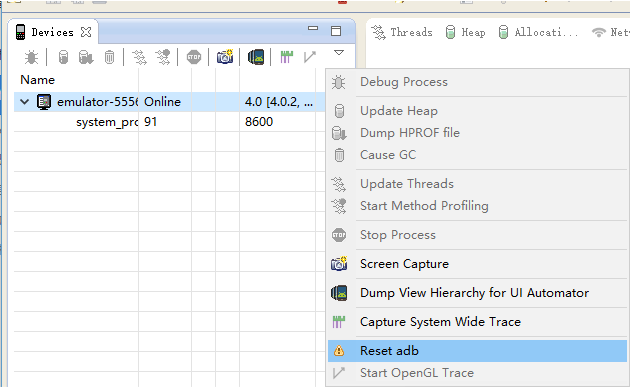 Devices
Threads Heap Allocati... Netw
Name
emulator-5556 Online 4.0 [4.0.2, ...
system_pro 91 8600
Debug Process
Update Heap
Dump HPROF file
Cause GC
Update Threads
Start Method Profiling
STOP Stop Process
Screen Capture
Dump View Hierarchy for UI Automator
Capture System Wide Trace
Reset adb
Start OpenGL Trace